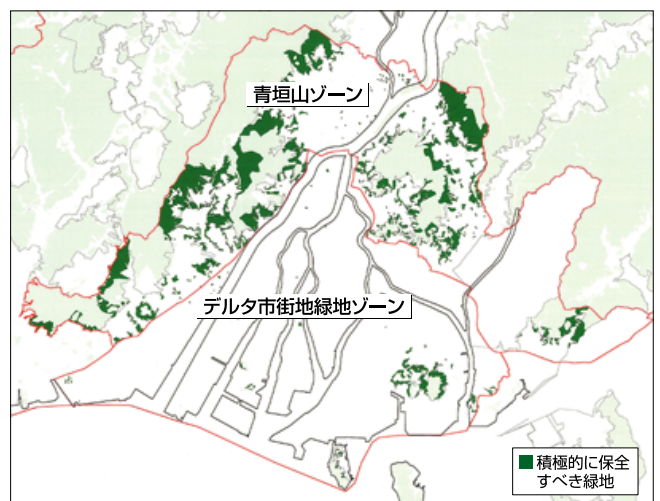 青垣山ゾーン
デルタ市街地緑地ゾーン
積極的に保全
すべき緑地